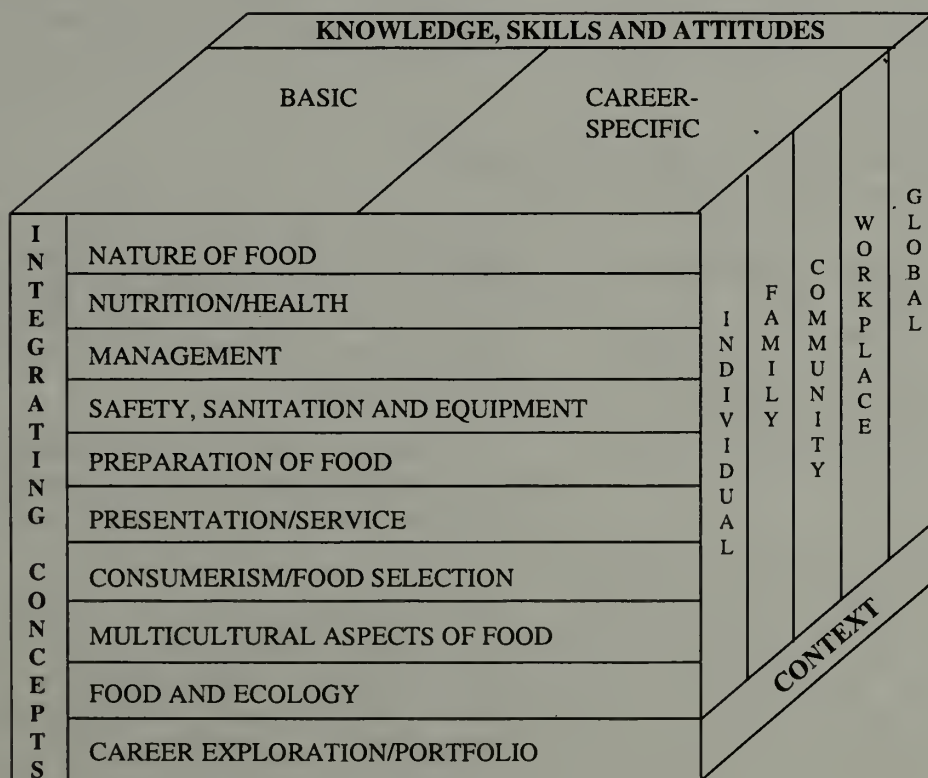 KNOWLEDGE, SKILLS AND ATTITUDES
BASIC
CAREER-
SPECIFIC
INTEGRATING CONCEPTS
NATURE OF FOOD
NUTRITION/HEALTH
MANAGEMENT
SAFETY, SANITATION AND EQUIPMENT
PREPARATION OF FOOD
PRESENTATION/SERVICE
CONSUMERISM/FOOD SELECTION
MULTICULTURAL ASPECTS OF FOOD
FOOD AND ECOLOGY
CAREER EXPLORATION/PORTFOLIO
INDIVIDUAL
FAMILY
COMMUNITY
WORKPLACE
GLOBAL
CONTEXT